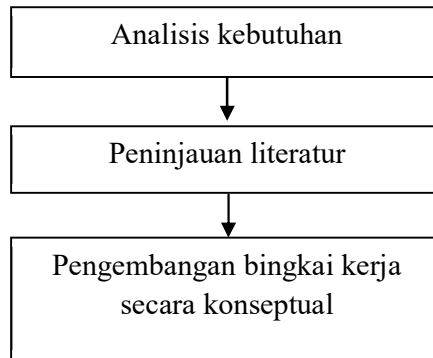 Analisis kebutuhan
Peninjauan literatur
Pengembangan bingkai kerja
secara konseptual